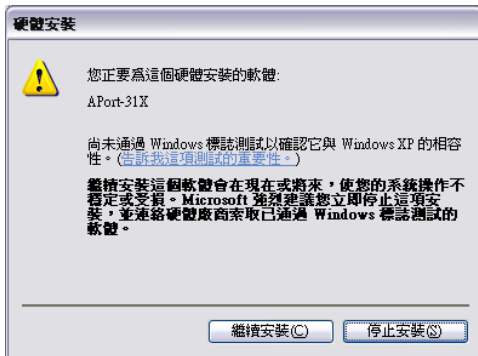 硬體安裝
您正要為這個硬體安裝的軟體:
APort-31X
尚未通過 Windows 標誌測試以確認它與 Windows XP 的相容
性。(告訴我這項測試的重要性。)
繼續安裝這個軟體會在現在或將來，使您的系統操作不
穩定或受損。Microsoft 強烈建議您立即停止這項安
裝，並連絡硬體廠商索取已通過 Windows 標誌測試的
軟體。
繼續安裝(C)
停止安裝(S)